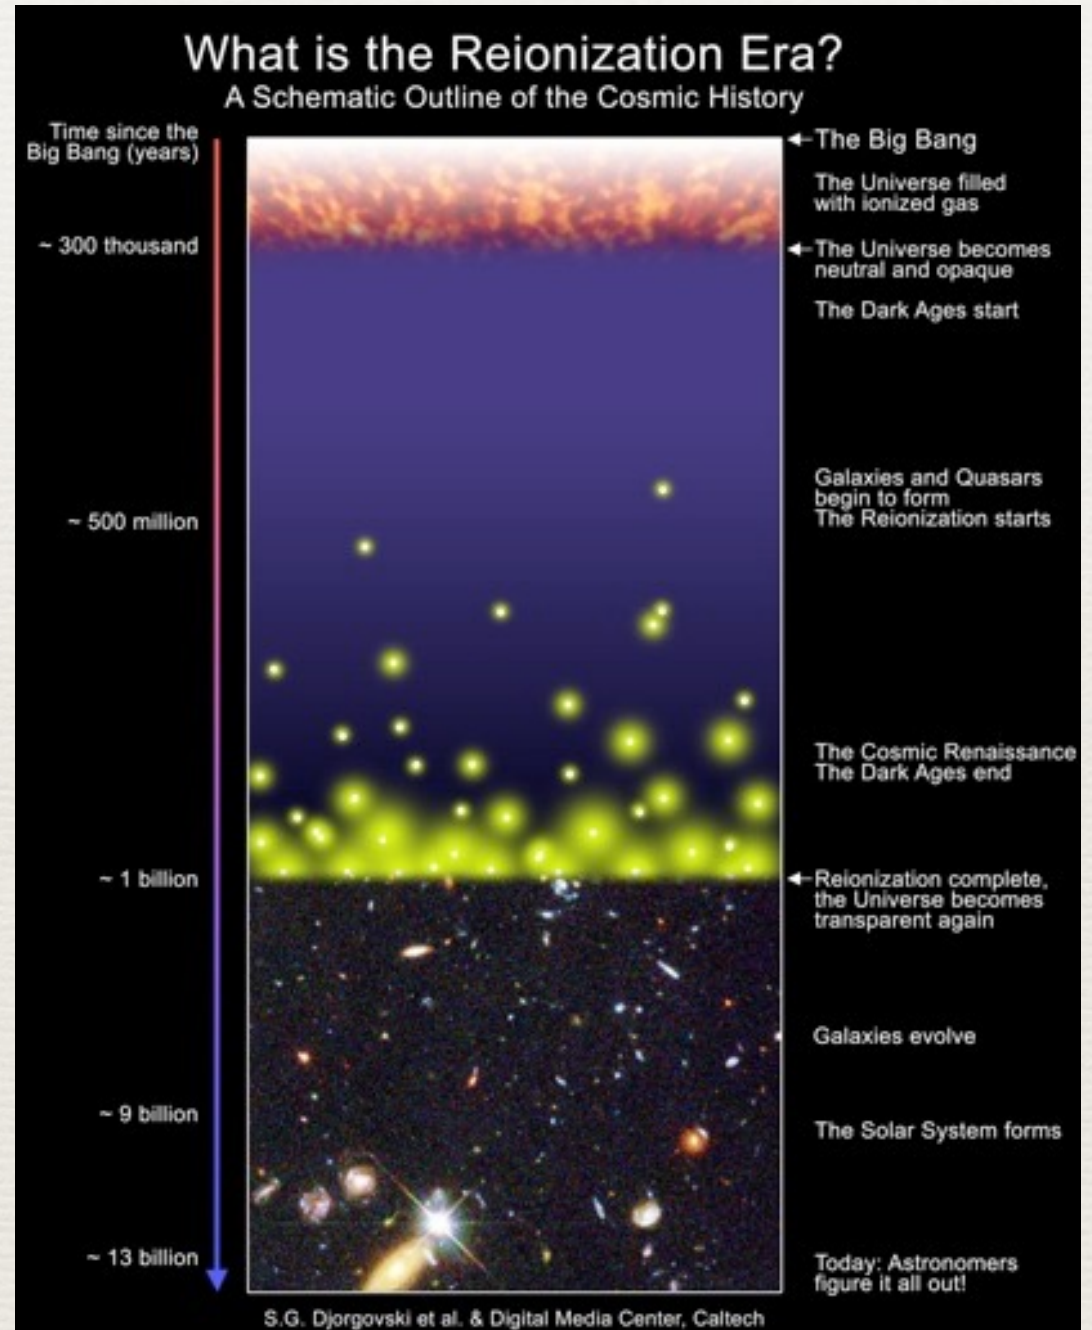 What is the Reionization Era?
A Schematic Outline of the Cosmic History
Time since the
Big Bang (years)
The Big Bang
The Universe filled
with ionized gas
~ 300 thousand
The Universe becomes
neutral and opaque
The Dark Ages start
Galaxies and Quasars
begin to form
~ 500 million
The Reionization starts
The Cosmic Renaissance
The Dark Ages end
~ 1 billion
Reionization complete,
the Universe becomes
transparent again
Galaxies evolve
~ 9 billion
The Solar System forms
~ 13 billion
Today: Astronomers
figure it all out!
S.G. Djorgovski et al. & Digital Media Center, Caltech